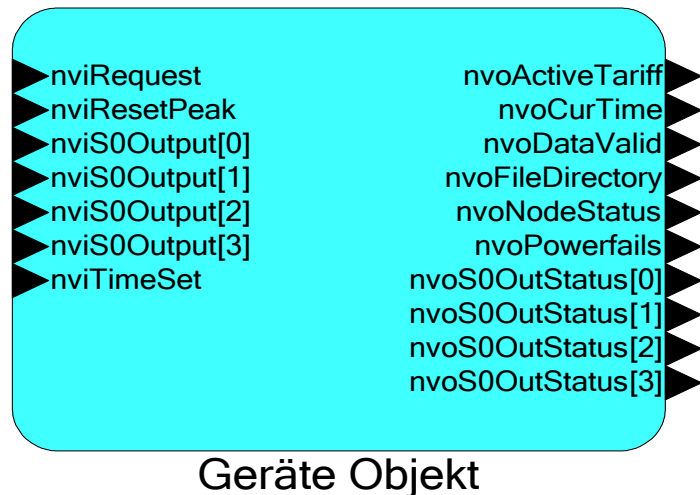 nviRequest
nviResetPeak
nviS0Output[0]
nviS0Output[1]
nviS0Output[2]
nviS0Output[3]
nviTimeSet
nvoActiveTariff
nvoCurTime
nvoDataValid
nvoFileDirectory
nvoNodeStatus
nvoPowerfails
nvoS0OutStatus[0]
nvoS0OutStatus[1]
nvoS0OutStatus[2]
nvoS0OutStatus[3]
Geräte Objekt